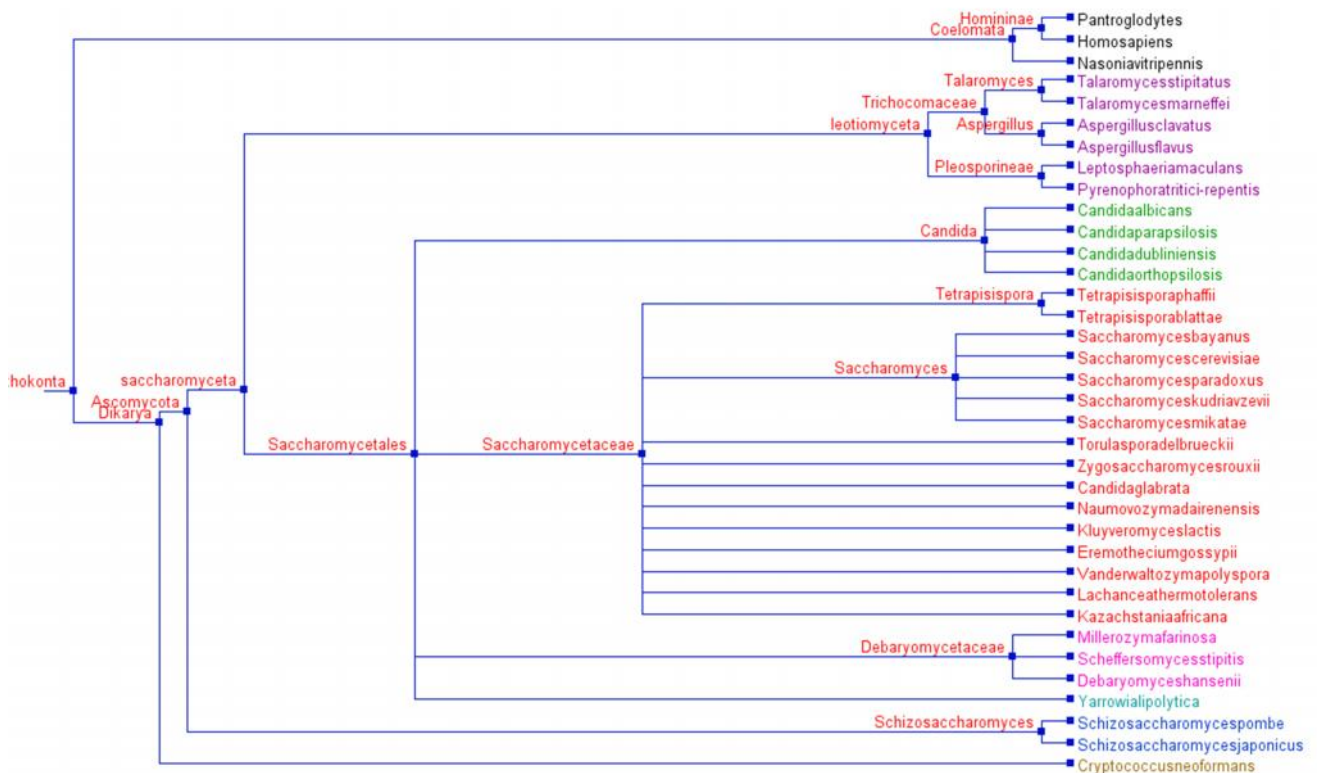 Homininae
Pantroglodytes
Coelomata
Homosapiens
Nasoniavitripennis
Talaromyces
Talaromycesstipitatus
Trichocomaceae
Talaromycesmarneffei
leotiomyceta
Aspergillus
Aspergillusclavatus
Aspergillusflavus
Pleosporineae
Leptosphaeriamaculans
Pyrenophoratritici-repentis
Candidaalbicans
Candida
Candidaparapsilosis
Candidadubliniensis
Candidaorthopsilosis
Tetrapisispora
Tetrapisisporaphaffii
Tetrapisisporablattae
Saccharomycesbayanus
Saccharomycescerevisiae
Saccharomyces
Saccharomycesparadoxus
Saccharomyceskudriavzevii
Saccharomycesmikatae
thokonta
saccharomyceta
Ascomycota
Dikarya
Saccharomycetales
Saccharomycetaceae
Torulasporadelbrueckii
Zygosaccharomycesrouxii
Candidaglabrata
Naumovozymadairenensis
Kluyveromyceslactis
Eremotheciumgossypii
Vanderwaltozymapolyspora
Lachanceathermotolerans
Kazachstaniaafricana
Millerozymafarinosa
Debaryomycetaceae
Scheffersomycesstipitis
Debaryomyceshansenii
Yarrowialipolytica
Schizosaccharomyces
Schizosaccharomycespombe
Schizosaccharomycesjaponicus
Cryptococcusneoformans